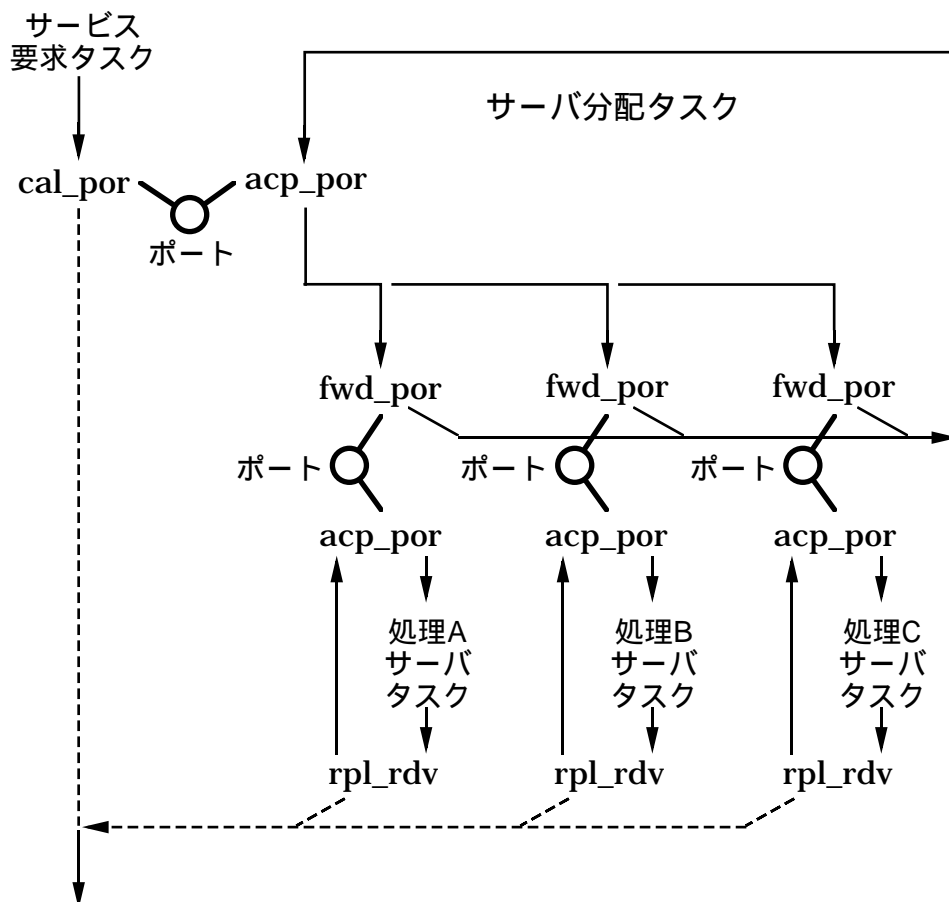 サービス
要求タスク
サーバ分配タスク
cal_por
acp_por
ポート
fwd_por
fwd_por
fwd_por
ポート
ポート
ポート
acp_por
acp_por
acp_por
処理A
サーバ
タスク
処理B
サーバ
タスク
処理C
サーバ
タスク
rpl_rdv
rpl_rdv
rpl_rdv